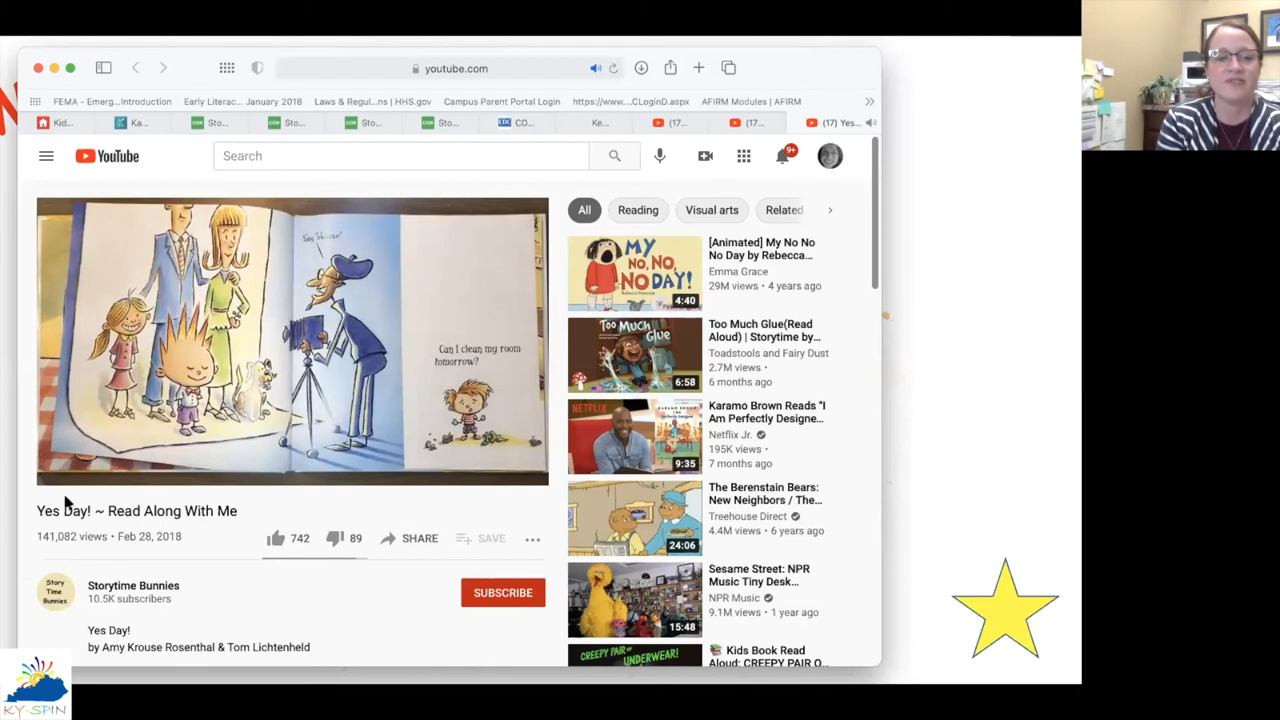 youtube.com
FEMA - Emerg...Introduction
Early Literac... January 2018
Laws & Regul...ns | HHS.gov
Campus Parent Portal Login
https://www....CLoginD.aspx
AFIRM Modules | AFIRM
Kid...
Ka...
Sto...
Sto...
Sto...
Sto...
CDC
CD...
Ke...
(17...
(17...
(17) Yes...
YouTube
Search
9+
All
Reading
Visual arts
Related
Can I clean my room
tomorrow?
Yes Day! ~ Read Along With Me
141,082 views • Feb 28, 2018
742
89
SHARE
SAVE
Story
Time
Bunnies
Storytime Bunnies
10.5K subscribers
SUBSCRIBE
Yes Day!
by Amy Krouse Rosenthal & Tom Lichtenheld
MY
NO, NO,
NO DAY!
4:40
[Animated] My No No
No Day by Rebecca...
Emma Grace
29M views • 4 years ago
Too Much
Glue
6:58
Too Much Glue(Read
Aloud) | Storytime by...
Toadstools and Fairy Dust
2.7M views •
6 months ago
NETFLIX
9:35
Karamo Brown Reads "I
Am Perfectly Designe...
Netflix Jr.
195K views •
7 months ago
24:06
The Berenstain Bears:
New Neighbors / The...
Treehouse Direct
4.4M views • 6 years ago
15:48
Sesame Street: NPR
Music Tiny Desk...
NPR Music
9.1M views • 1 year ago
CREEPY PAIR OF
UNDERWEAR!
Kids Book Read
Aloud: CREEPY PAIR O...
KY-SPIN